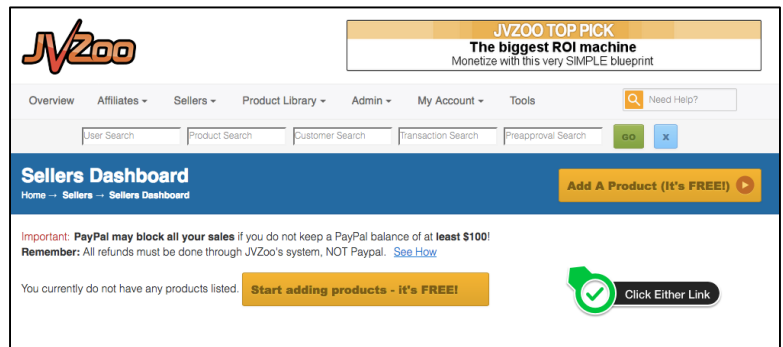 JVZoo
JVZOO TOP PICK
The biggest ROI machine
Monetize with this very SIMPLE blueprint
Overview Affiliates Sellers Product Library Admin My Account Tools Need Help?
User Search Product Search Customer Search Transaction Search Preapproval Search GO x
Sellers Dashboard
Home → Sellers → Sellers Dashboard
Add A Product (It's FREE!)
Important: PayPal may block all your sales if you do not keep a PayPal balance of at least $100!
Remember: All refunds must be done through JVZoo's system, NOT Paypal. See How
You currently do not have any products listed. Start adding products - it's FREE!
Click Either Link